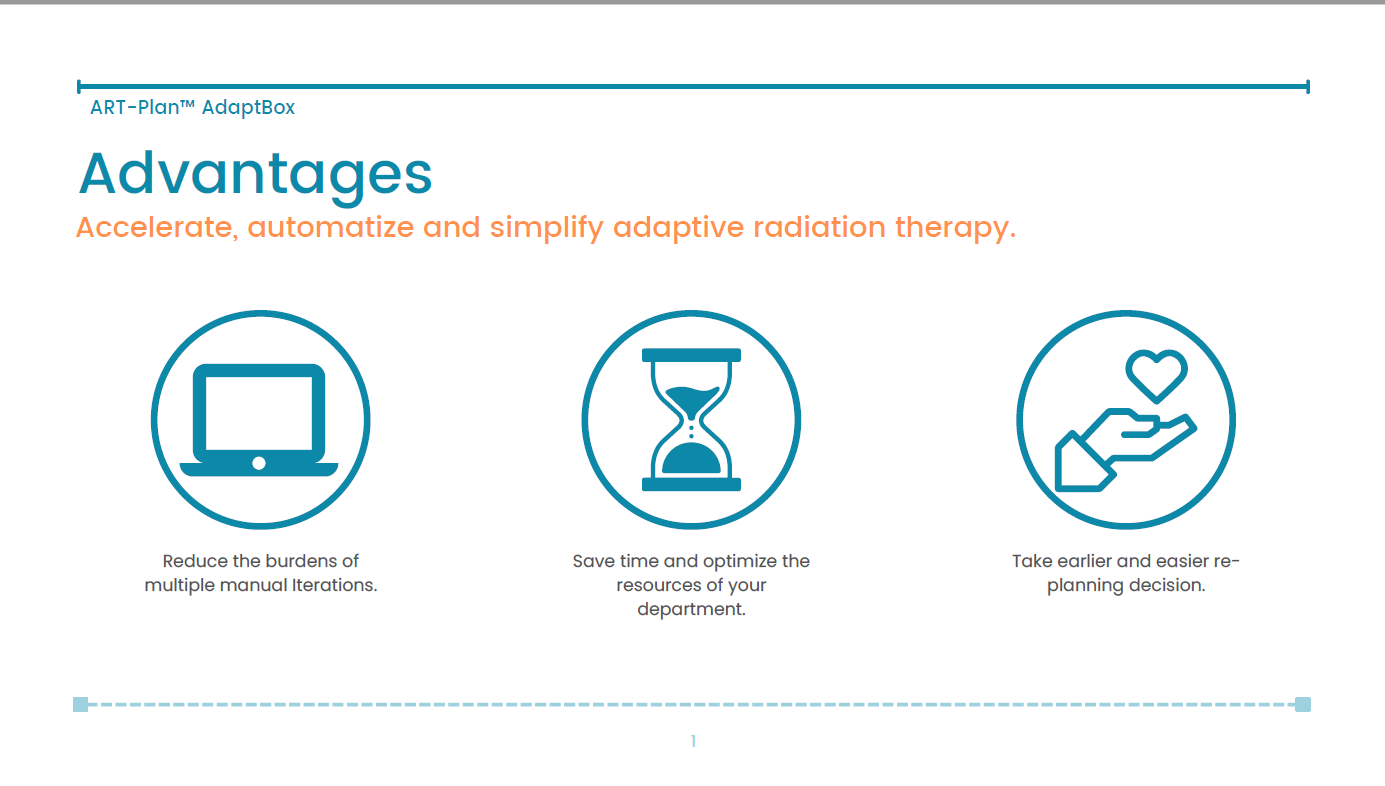 ART-Plan™ AdaptBox
Advantages
Accelerate, automatize and simplify adaptive radiation therapy.
Reduce the burdens of
multiple manual Iterations.
Save time and optimize the
resources of your
department.
Take earlier and easier re-
planning decision.
1